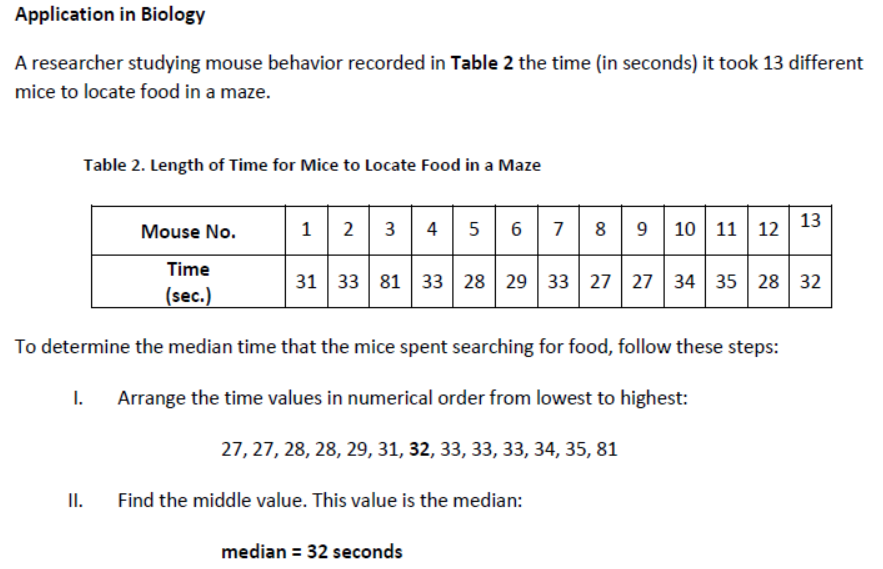 Application in Biology
A researcher studying mouse behavior recorded in Table 2 the time (in seconds) it took 13 different
mice to locate food in a maze.
Table 2. Length of Time for Mice to Locate Food in a Maze
Mouse No. 1 2 3 4 5 6 7 8 9 10 11 12 13
Time
(sec.) 31 33 81 33 28 29 33 27 27 34 35 28 32
To determine the median time that the mice spent searching for food, follow these steps:
I. Arrange the time values in numerical order from lowest to highest:
27, 27, 28, 28, 29, 31, 32, 33, 33, 33, 34, 35, 81
II. Find the middle value. This value is the median:
median = 32 seconds